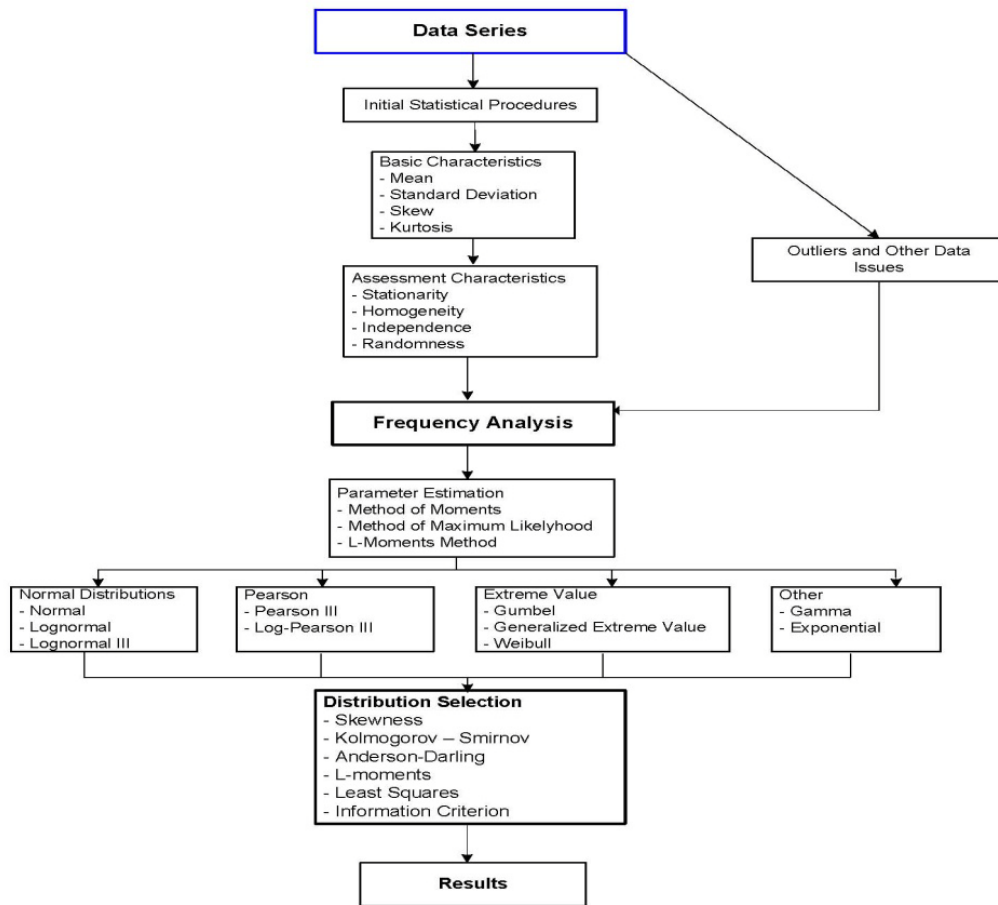 Data Series
Initial Statistical Procedures
Basic Characteristics
- Mean
- Standard Deviation
- Skew
- Kurtosis
Outliers and Other Data
Issues
Assessment Characteristics
- Stationarity
- Homogeneity
- Independence
- Randomness
Frequency Analysis
Parameter Estimation
- Method of Moments
- Method of Maximum Likelyhood
- L-Moments Method
Normal Distributions
- Normal
- Lognormal
- Lognormal III
Pearson
- Pearson III
- Log-Pearson III
Extreme Value
- Gumbel
- Generalized Extreme Value
- Weibull
Other
- Gamma
- Exponential
Distribution Selection
- Skewness
- Kolmogorov – Smirnov
- Anderson-Darling
- L-moments
- Least Squares
- Information Criterion
Results